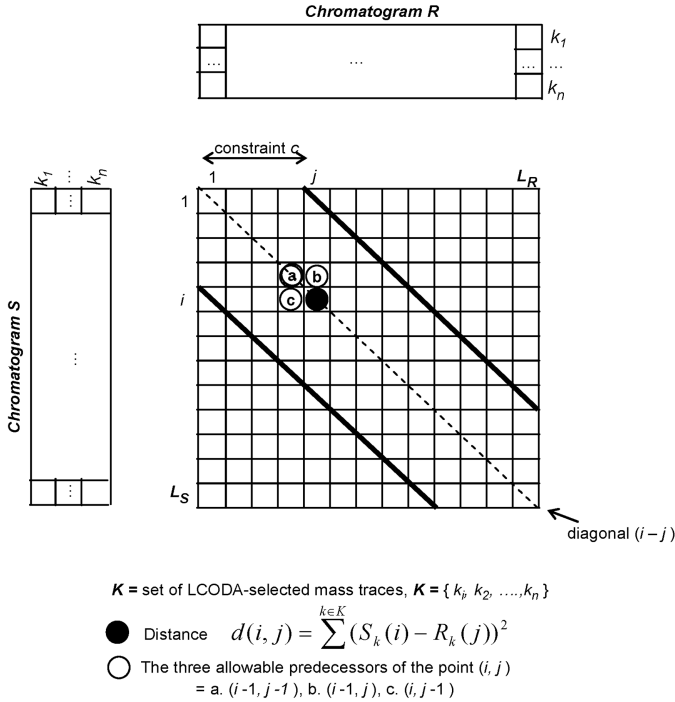 Chromatogram R
k1
... ... ... ...
kn
constraint c
k1 ... kn
1 j LR
1
...
a b
i c
Chromatogram S
...
...
LS
diagonal (i – j)
K = set of LCODA-selected mass traces, K = { ki, k2, ....,kn }
Distance d(i, j) = ∑ k∈K (Sk(i) − Rk(j))2
The three allowable predecessors of the point (i, j)
= a. (i -1, j -1 ), b. (i -1, j ), c. (i, j -1 )